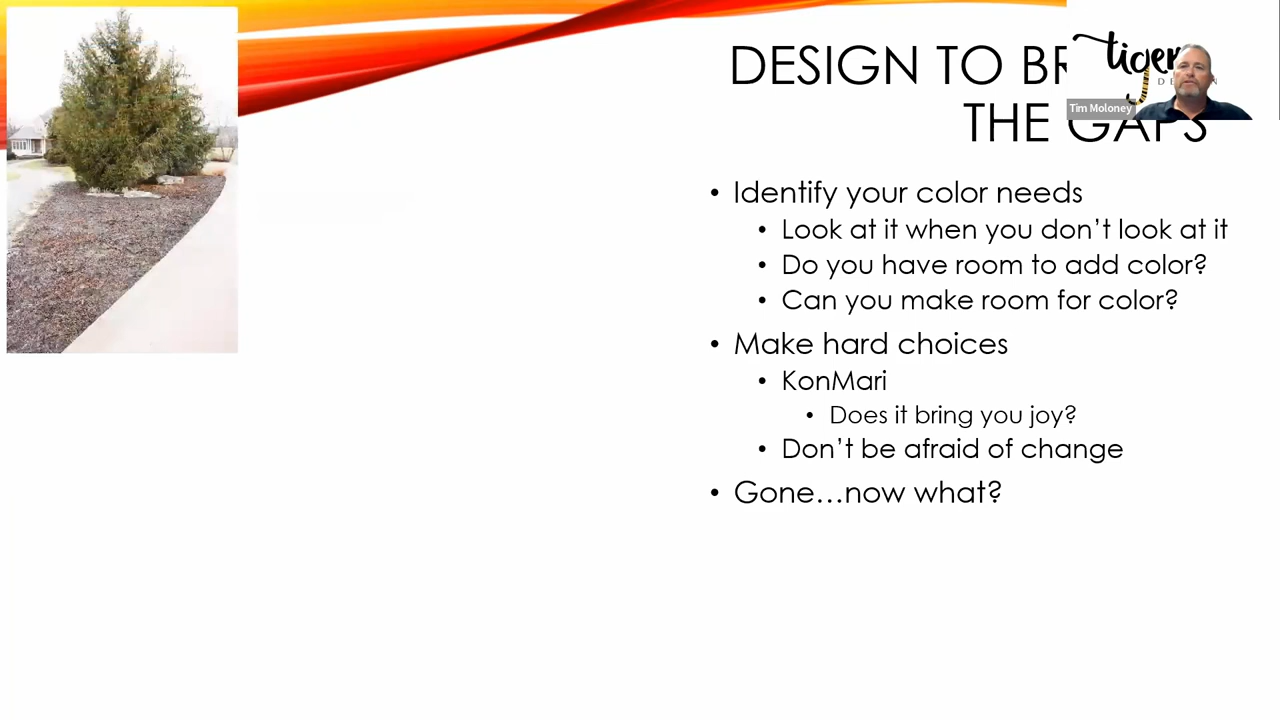 DESIGN TO BR
THE GAPS
tiger
Tim Moloney
• Identify your color needs
• Look at it when you don't look at it
• Do you have room to add color?
• Can you make room for color?
• Make hard choices
• KonMari
• Does it bring you joy?
• Don't be afraid of change
• Gone...now what?